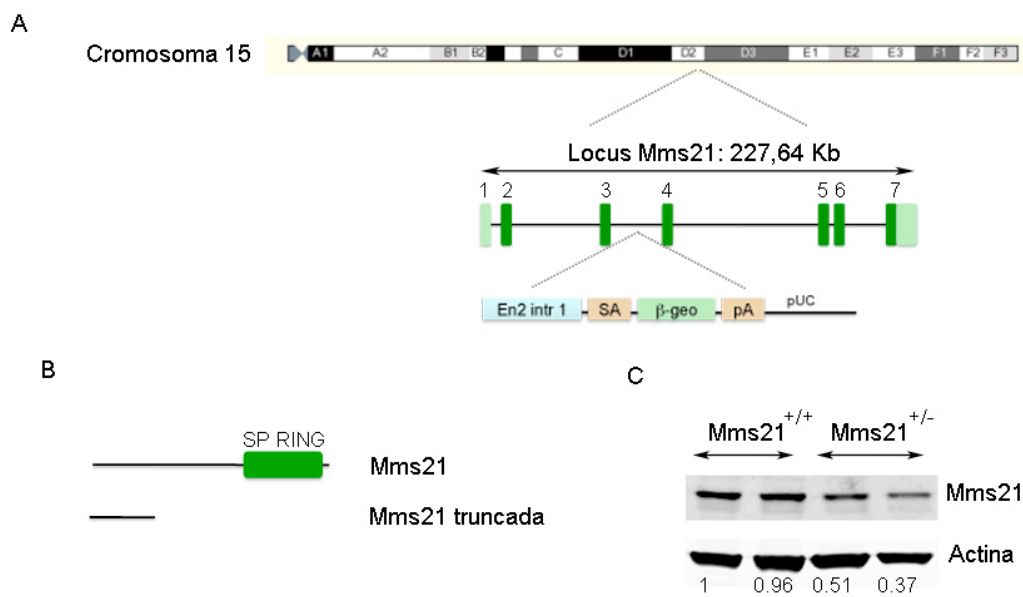 A
Cromosoma 15
A1 A2 B1 B2 C D1 D2 D3 E1 E2 E3 F1 F2 F3
Locus Mms21: 227,64 Kb
1 2 3 4 5 6 7
En2 intr 1 SA β-geo pA pUC
B
SP RING
Mms21
Mms21 truncada
C
Mms21+/+ Mms21+/-
Mms21
Actina
1 0.96 0.51 0.37